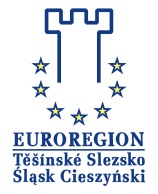 EUROREGION
Těšínské Slezsko
Śląsk Cieszyński